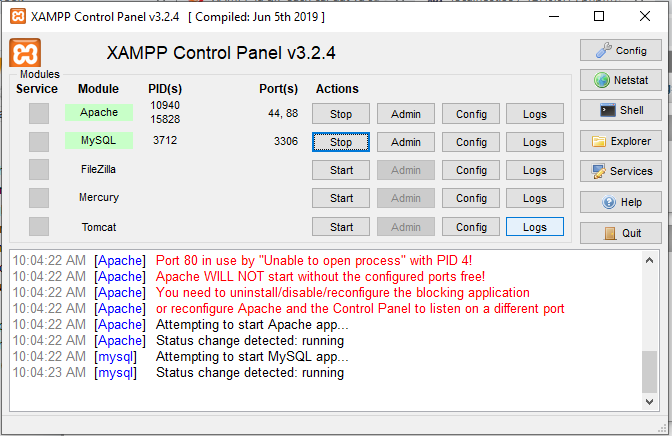 XAMPP Control Panel v3.2.4 [ Compiled: Jun 5th 2019 ]
XAMPP Control Panel v3.2.4
Config
Modules
Service Module PID(s) Port(s) Actions
Netstat
Apache 10940 15828 44, 88 Stop Admin Config Logs
Shell
MySQL 3712 3306 Stop Admin Config Logs
Explorer
FileZilla Start Admin Config Logs
Services
Mercury Start Admin Config Logs
Help
Tomcat Start Admin Config Logs
Quit
10:04:22 AM [Apache] Port 80 in use by "Unable to open process" with PID 4!
10:04:22 AM [Apache] Apache WILL NOT start without the configured ports free!
10:04:22 AM [Apache] You need to uninstall/disable/reconfigure the blocking application
10:04:22 AM [Apache] or reconfigure Apache and the Control Panel to listen on a different port
10:04:22 AM [Apache] Attempting to start Apache app...
10:04:22 AM [Apache] Status change detected: running
10:04:22 AM [mysql] Attempting to start MySQL app...
10:04:23 AM [mysql] Status change detected: running